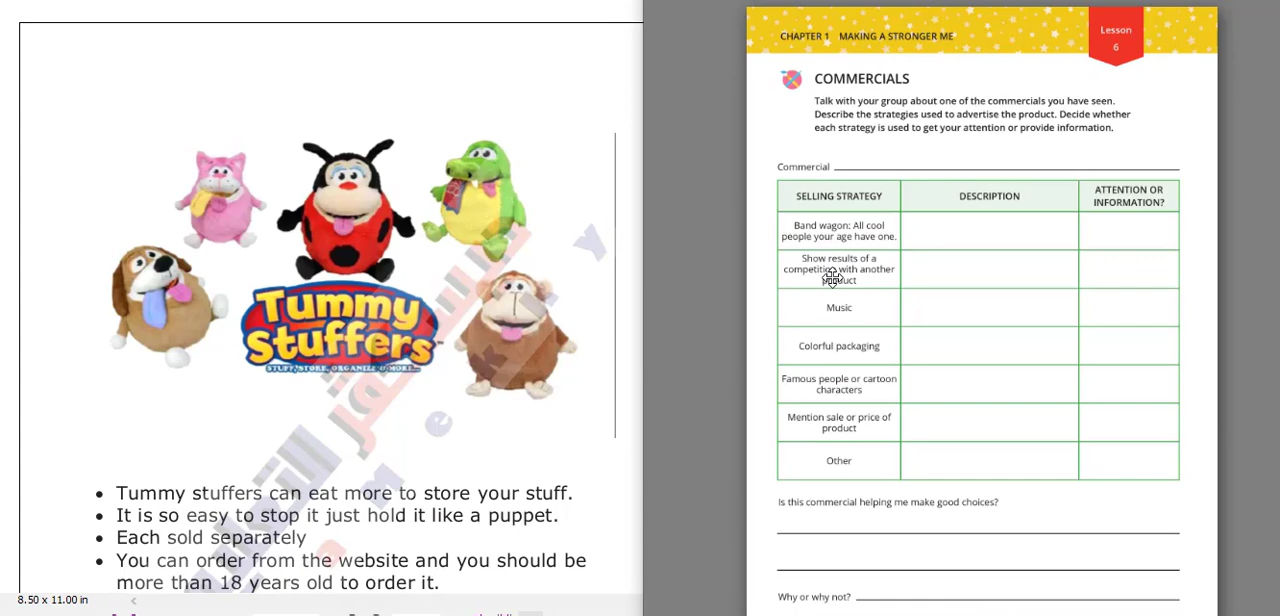 Tummy
Stuffers
STUFF, STORE, ORGANIZE & MORE...
• Tummy stuffers can eat more to store your stuff.
• It is so easy to stop it just hold it like a puppet.
• Each sold separately
• You can order from the website and you should be
more than 18 years old to order it.
8.50 x 11.00 in
CHAPTER 1 MAKING A STRONGER ME
Lesson
6
COMMERCIALS
Talk with your group about one of the commercials you have seen.
Describe the strategies used to advertise the product. Decide whether
each strategy is used to get your attention or provide information.
Commercial
SELLING STRATEGY DESCRIPTION ATTENTION OR
INFORMATION?
Band wagon: All cool
people your age have one.
Show results of a
competition with another
product
Music
Colorful packaging
Famous people or cartoon
characters
Mention sale or price of
product
Other
Is this commercial helping me make good choices?
Why or why not?